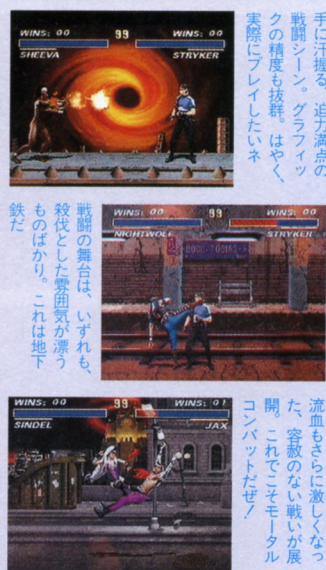 手に汗握る、迫力満点の
戦闘シーン。グラフィッ
クの精度も抜群。はやく、
実際にプレイしたいネ
WINS: 00
99
WINS: 00
SHEEVA
STRYKER
WINS: 00
99
WINS: 00
NIGHTWOLF
STRYKER
戦闘の舞台は、いずれも、
殺伐とした雰囲気が漂う
ものばかり。これは地下
鉄だ
WINS: 00
99
WINS: 01
SINDEL
JAX
流血もさらに激しくなっ
た、容赦のない戦いが展
開。これでこそモータル
コンバットだぜ!